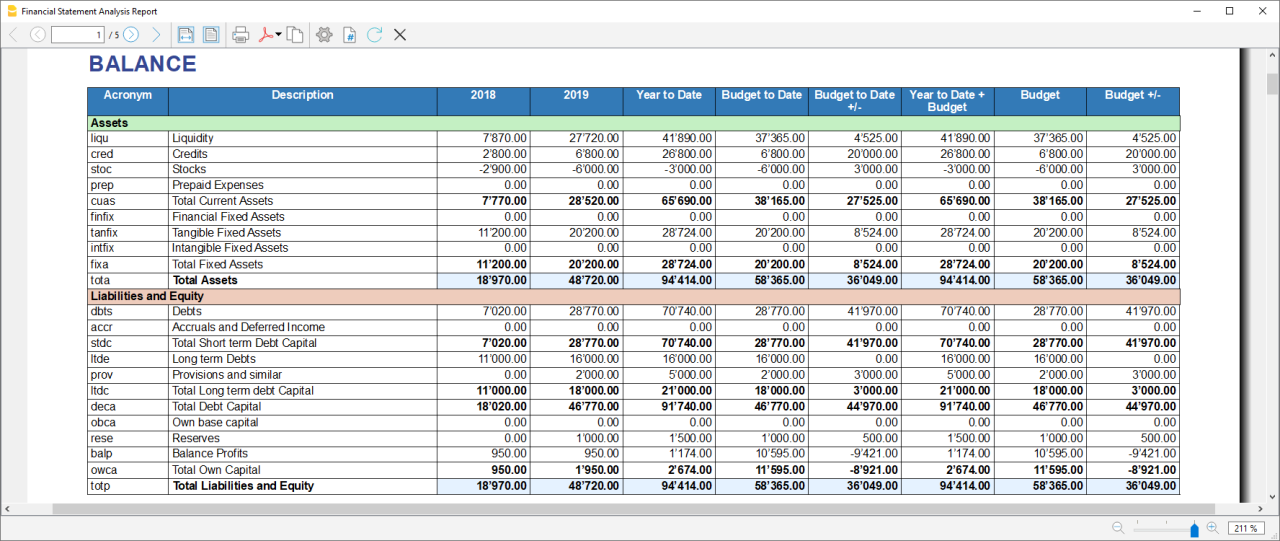 Financial Statement Analysis Report
1 / 5
BALANCE
Acronym Description 2018 2019 Year to Date Budget to Date Budget to Date +/- Year to Date + Budget Budget Budget +/-
Assets
liqu Liquidity 7'870.00 27'720.00 41'890.00 37'365.00 4'525.00 41'890.00 37'365.00 4'525.00
cred Credits 2'800.00 6'800.00 26'800.00 6'800.00 20'000.00 26'800.00 6'800.00 20'000.00
stoc Stocks -2'900.00 -6'000.00 -3'000.00 -6'000.00 3'000.00 -3'000.00 -6'000.00 3'000.00
prep Prepaid Expenses 0.00 0.00 0.00 0.00 0.00 0.00 0.00 0.00
cuas Total Current Assets 7'770.00 28'520.00 65'690.00 38'165.00 27'525.00 65'690.00 38'165.00 27'525.00
finfix Financial Fixed Assets 0.00 0.00 0.00 0.00 0.00 0.00 0.00 0.00
tanfix Tangible Fixed Assets 11'200.00 20'200.00 28'724.00 20'200.00 8'524.00 28'724.00 20'200.00 8'524.00
intfix Intangible Fixed Assets 0.00 0.00 0.00 0.00 0.00 0.00 0.00 0.00
fixa Total Fixed Assets 11'200.00 20'200.00 28'724.00 20'200.00 8'524.00 28'724.00 20'200.00 8'524.00
tota Total Assets 18'970.00 48'720.00 94'414.00 58'365.00 36'049.00 94'414.00 58'365.00 36'049.00
Liabilities and Equity
dbts Debts 7'020.00 28'770.00 70'740.00 28'770.00 41'970.00 70'740.00 28'770.00 41'970.00
accr Accruals and Deferred Income 0.00 0.00 0.00 0.00 0.00 0.00 0.00 0.00
stdc Total Short term Debt Capital 7'020.00 28'770.00 70'740.00 28'770.00 41'970.00 70'740.00 28'770.00 41'970.00
ltde Long term Debts 11'000.00 16'000.00 16'000.00 16'000.00 0.00 16'000.00 16'000.00 0.00
prov Provisions and similar 0.00 2'000.00 5'000.00 2'000.00 3'000.00 5'000.00 2'000.00 3'000.00
ltdc Total Long term debt Capital 11'000.00 18'000.00 21'000.00 18'000.00 3'000.00 21'000.00 18'000.00 3'000.00
deca Total Debt Capital 18'020.00 46'770.00 91'740.00 46'770.00 44'970.00 91'740.00 46'770.00 44'970.00
obca Own base capital 0.00 0.00 0.00 0.00 0.00 0.00 0.00 0.00
rese Reserves 0.00 1'000.00 1'500.00 1'000.00 500.00 1'500.00 1'000.00 500.00
balp Balance Profits 950.00 950.00 1'174.00 10'595.00 -9'421.00 1'174.00 10'595.00 -9'421.00
owca Total Own Capital 950.00 1'950.00 2'674.00 11'595.00 -8'921.00 2'674.00 11'595.00 -8'921.00
totp Total Liabilities and Equity 18'970.00 48'720.00 94'414.00 58'365.00 36'049.00 94'414.00 58'365.00 36'049.00
211 %